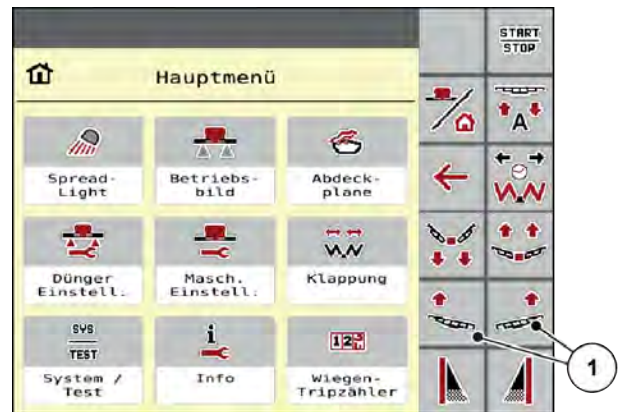 START
STOP
Hauptmenü
A
Spread-
Light
Betriebs-
bild
Abdeck-
plane
Dünger
Einstell.
Masch.
Einstell.
Klappung
SYS
TEST
System /
Test
i
Info
123
Wiegen-
Tripzähler
1